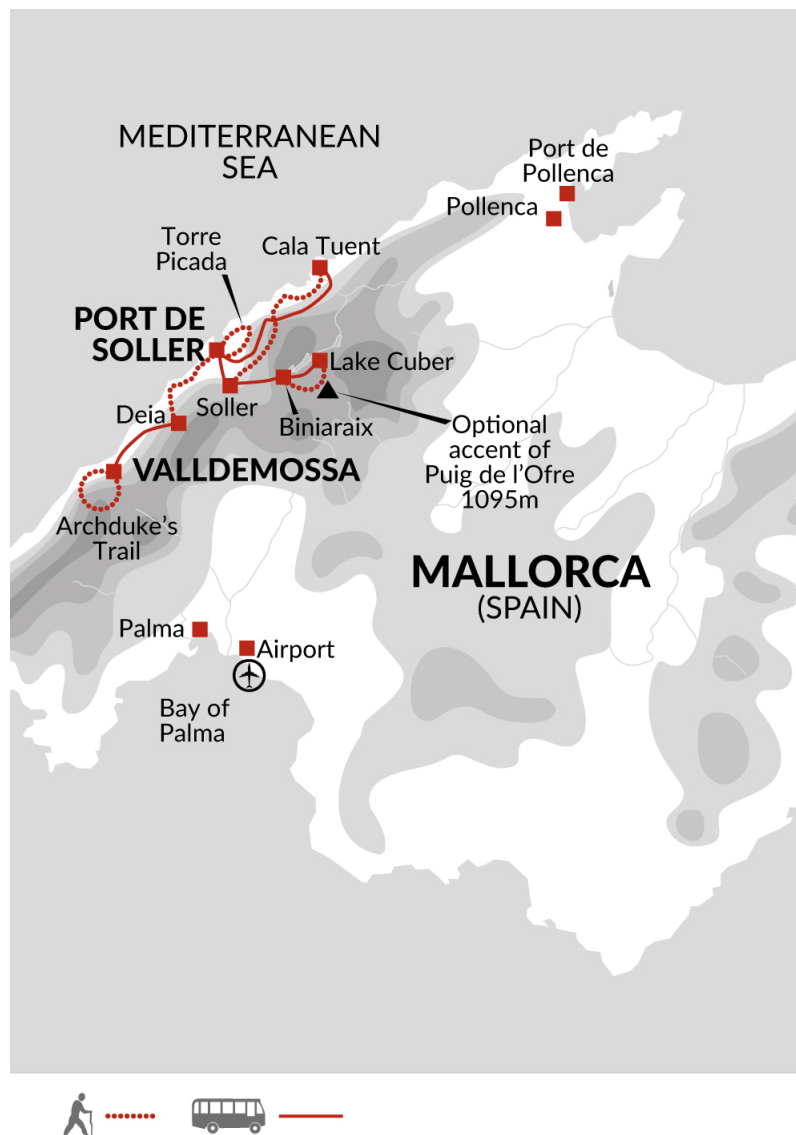 MEDITERRANEAN
SEA
Port de
Pollenca
Pollenca
Torre
Picada
Cala Tuent
PORT DE
SOLLER
Lake Cuber
Deia
Soller
Biniaraix
Optional
accent of
Puig de l’Ofre
1095m
VALLDEMOSSA
Archduke’s
Trail
MALLORCA
(SPAIN)
Palma
Airport
Bay of
Palma